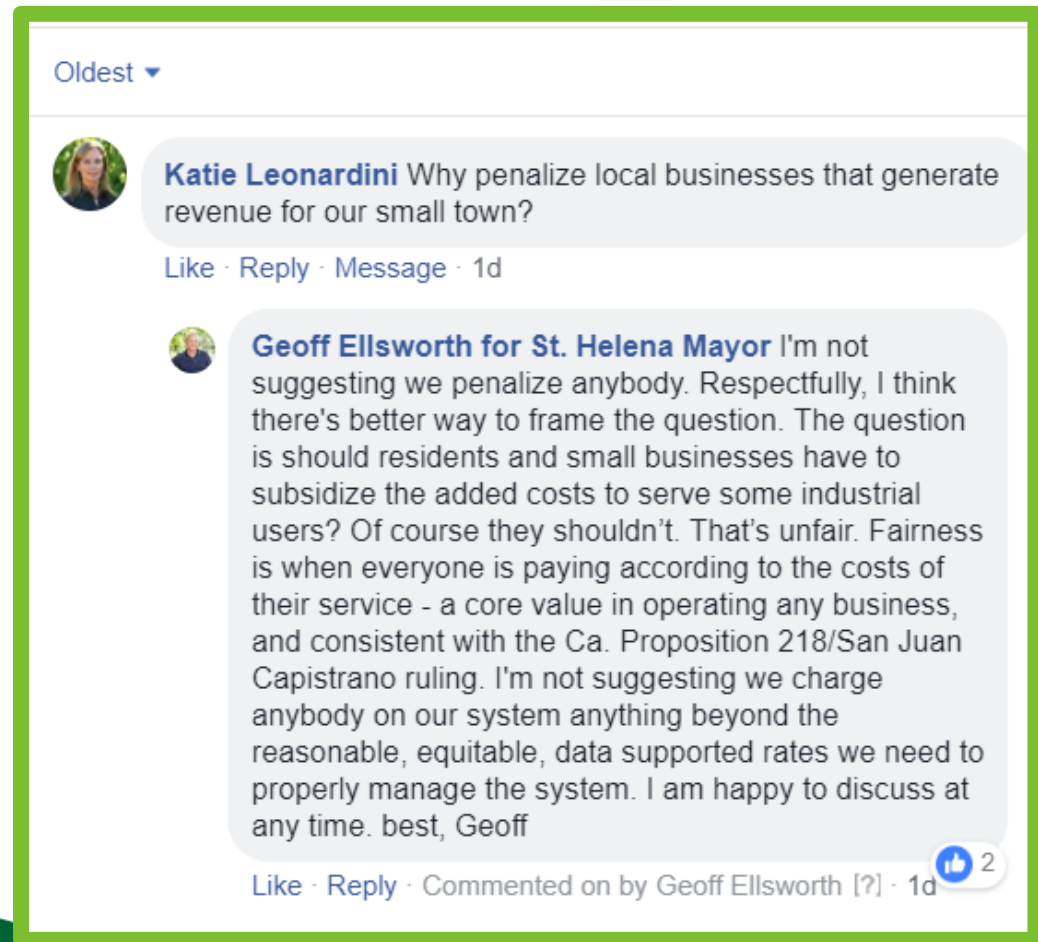 Oldest
Katie Leonardini Why penalize local businesses that generate
revenue for our small town?
Like · Reply · Message · 1d
Geoff Ellsworth for St. Helena Mayor I'm not
suggesting we penalize anybody. Respectfully, I think
there's better way to frame the question. The question
is should residents and small businesses have to
subsidize the added costs to serve some industrial
users? Of course they shouldn’t. That’s unfair. Fairness
is when everyone is paying according to the costs of
their service - a core value in operating any business,
and consistent with the Ca. Proposition 218/San Juan
Capistrano ruling. I'm not suggesting we charge
anybody on our system anything beyond the
reasonable, equitable, data supported rates we need to
properly manage the system. I am happy to discuss at
any time. best, Geoff
2
Like · Reply · Commented on by Geoff Ellsworth [?] · 1d